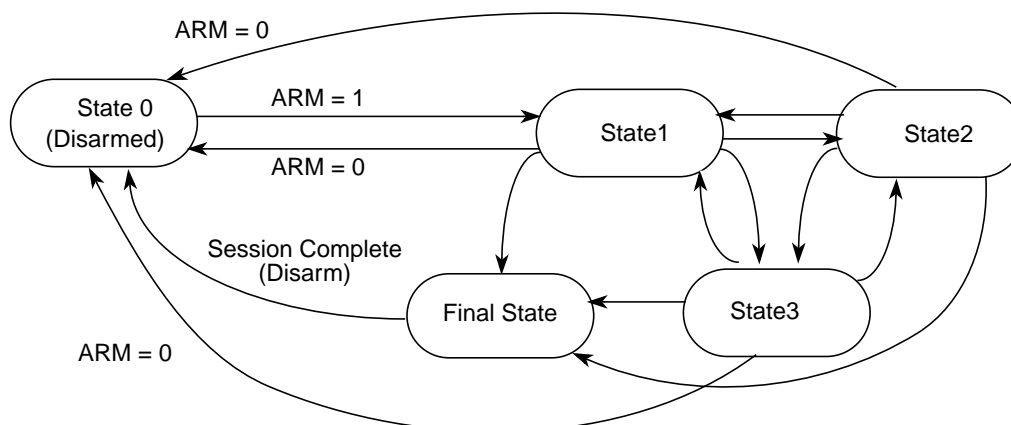 ARM = 0
State 0
(Disarmed)
ARM = 1
State1
State2
ARM = 0
Session Complete
(Disarm)
Final State
State3
ARM = 0